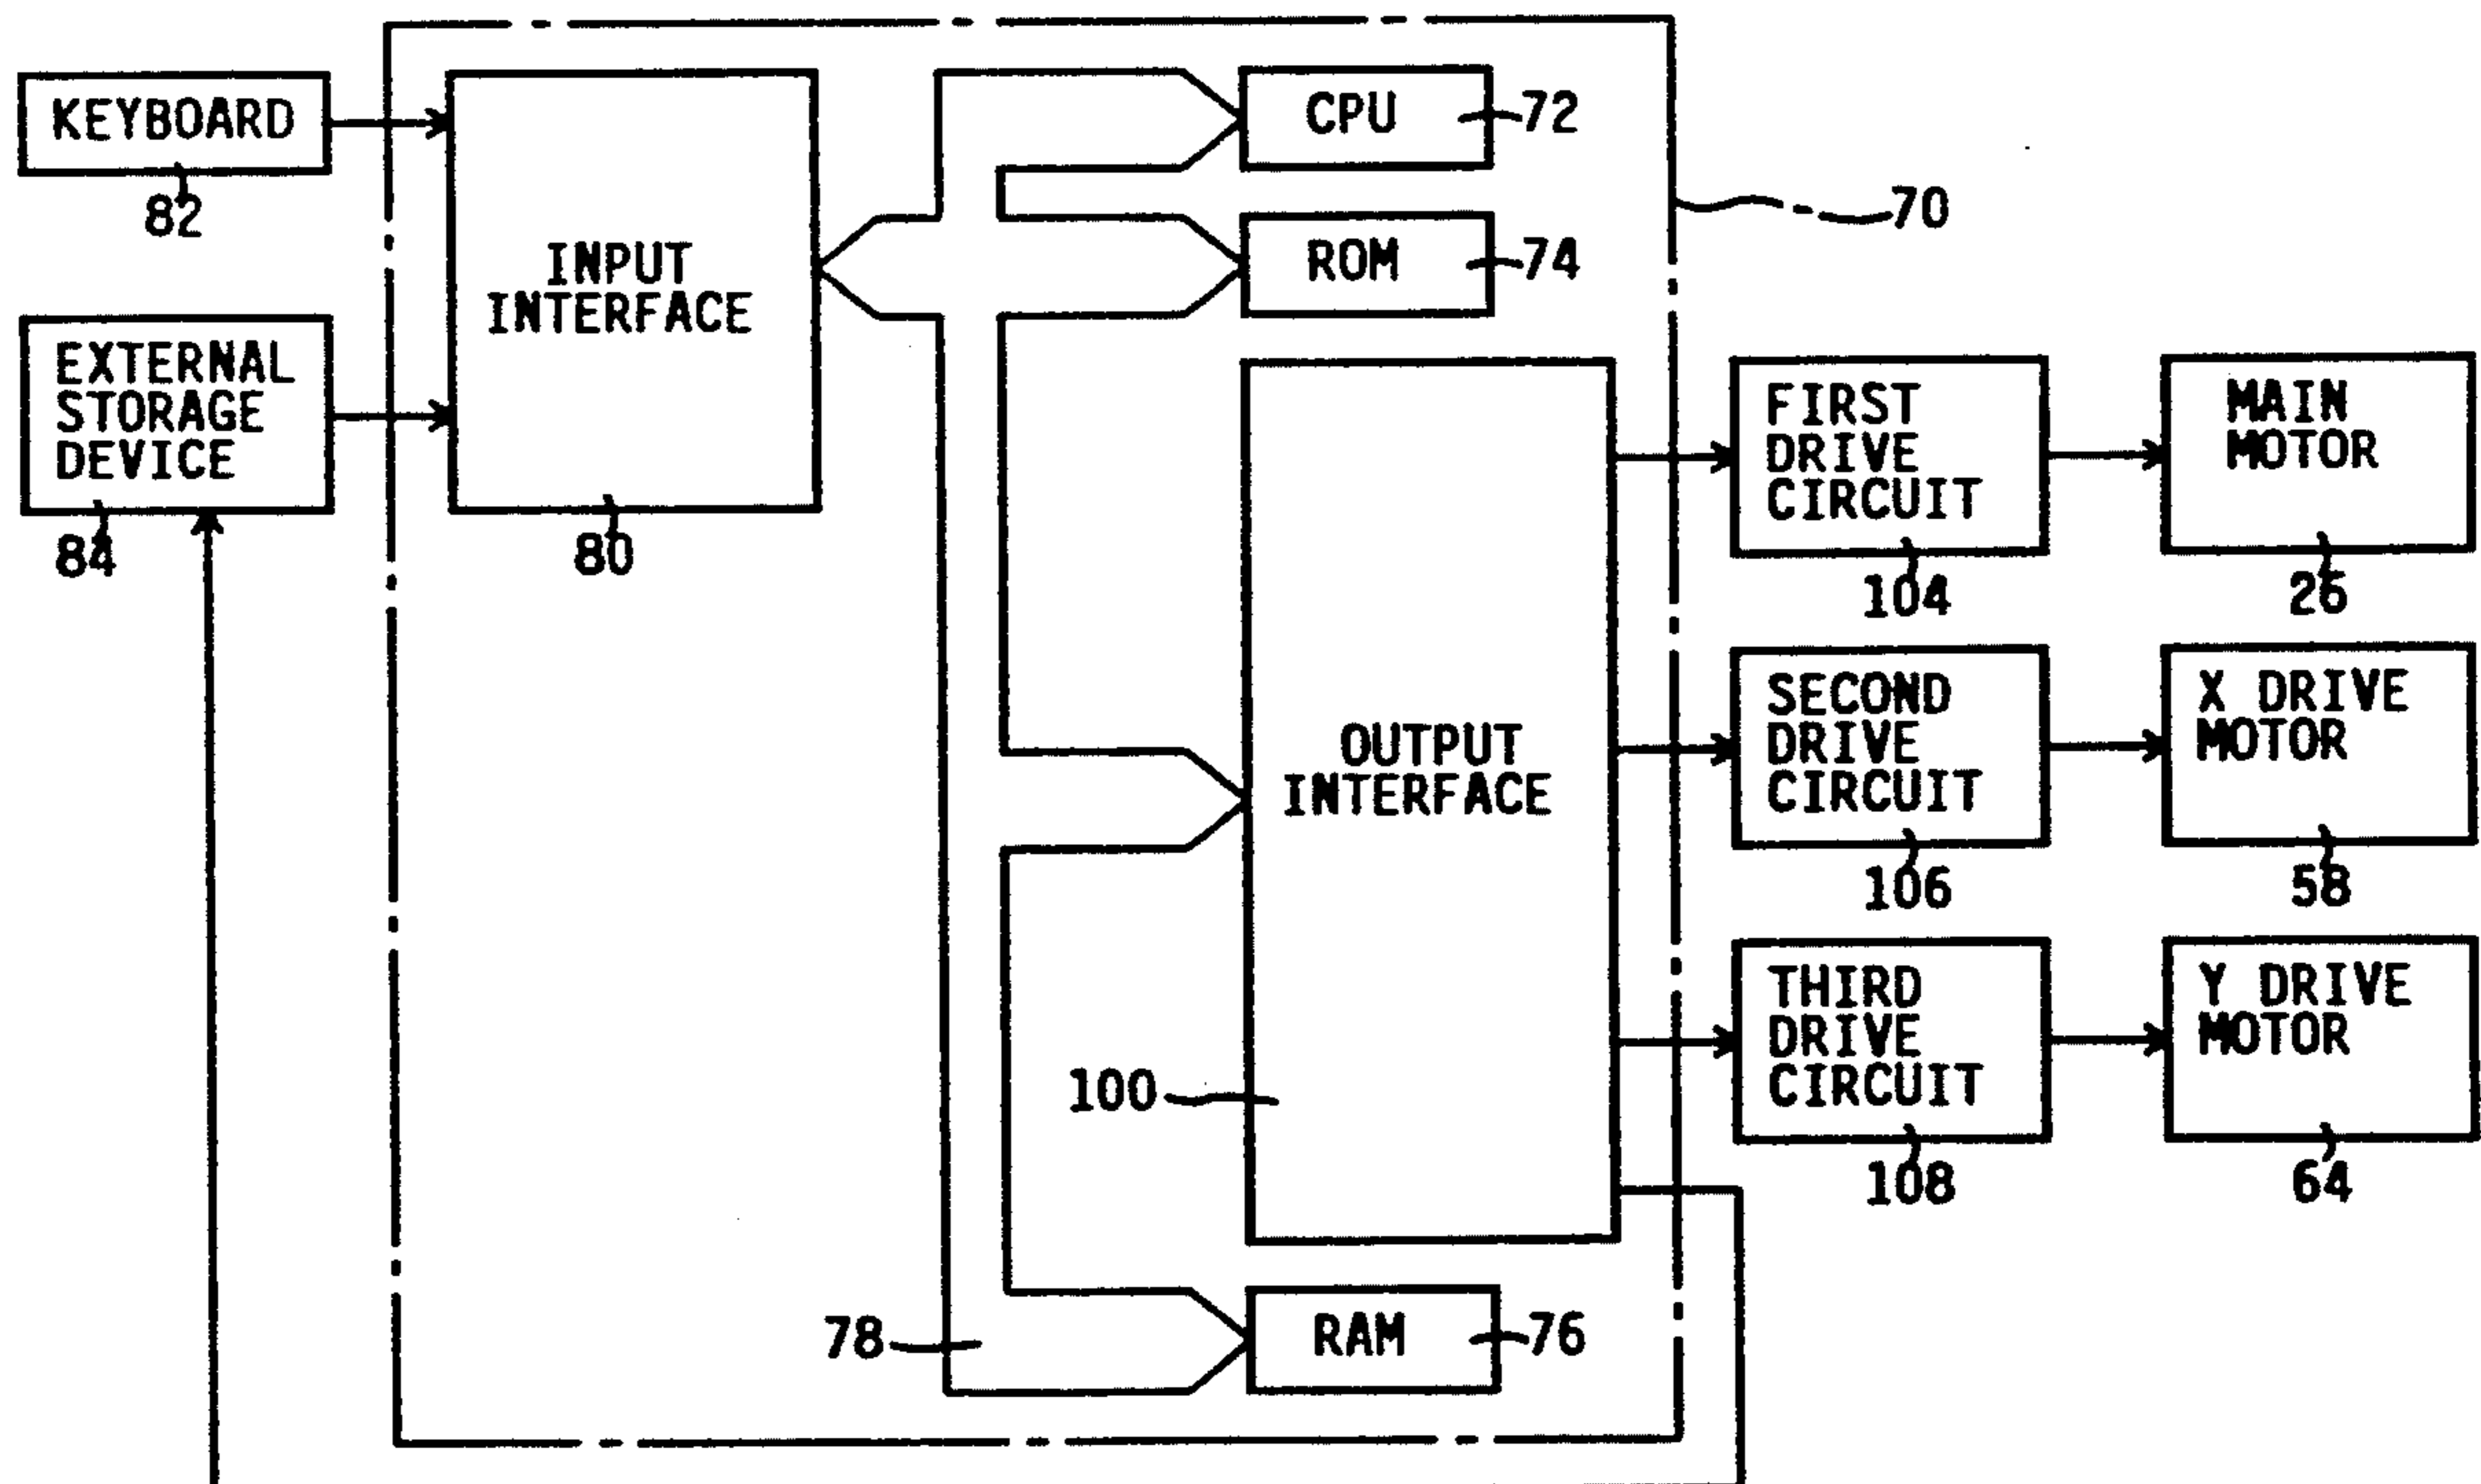 KEYBOARD
82
EXTERNAL
STORAGE
DEVICE
84
INPUT
INTERFACE
80
CPU
72
ROM
74
70
OUTPUT
INTERFACE
100
RAM
76
78
FIRST
DRIVE
CIRCUIT
104
MAIN
MOTOR
26
SECOND
DRIVE
CIRCUIT
106
X DRIVE
MOTOR
58
THIRD
DRIVE
CIRCUIT
108
Y DRIVE
MOTOR
64